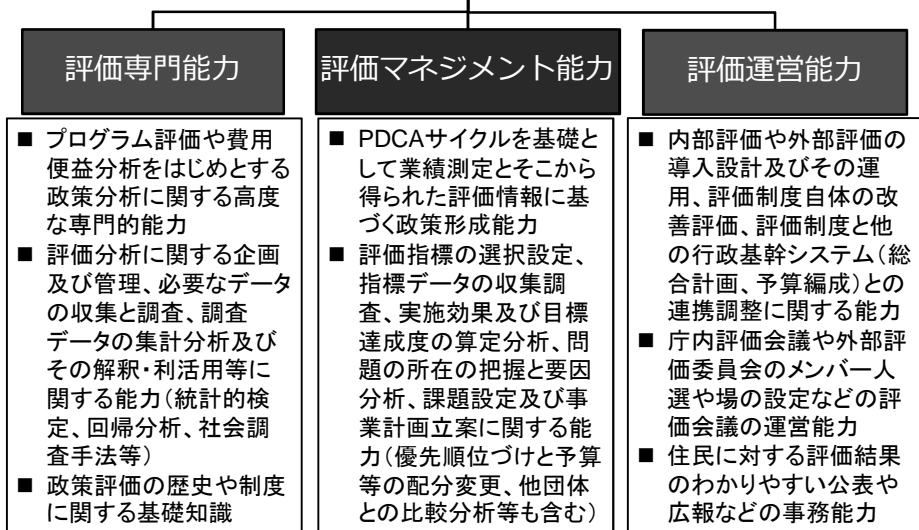 評価専門能力
■ プログラム評価や費用
便益分析をはじめとする
政策分析に関する高度
な専門的能力
■ 評価分析に関する企画
及び管理、必要なデータ
の収集と調査、調査
データの集計分析及び
その解釈・利活用等に
関する能力（統計的検
定、回帰分析、社会調
査手法等）
■ 政策評価の歴史や制度
に関する基礎知識
評価マネジメント能力
■ PDCAサイクルを基礎と
して業績測定とそこから
得られた評価情報に基
づく政策形成能力
■ 評価指標の選択設定、
指標データの収集調
査、実施効果及び目標
達成度の算定分析、問
題の所在の把握と要因
分析、課題設定及び事
業計画立案に関する能
力（優先順位づけと予算
等の配分変更、他団体
との比較分析等も含む）
評価運営能力
■ 内部評価や外部評価の
導入設計及びその運
用、評価制度自体の改
善評価、評価制度と他
の行政基幹システム（総
合計画、予算編成）との
連携調整に関する能力
■ 庁内評価会議や外部評
価委員会のメンバー人
選や場の設定などの評
価会議の運営能力
■ 住民に対する評価結果
のわかりやすい公表や
広報などの事務能力